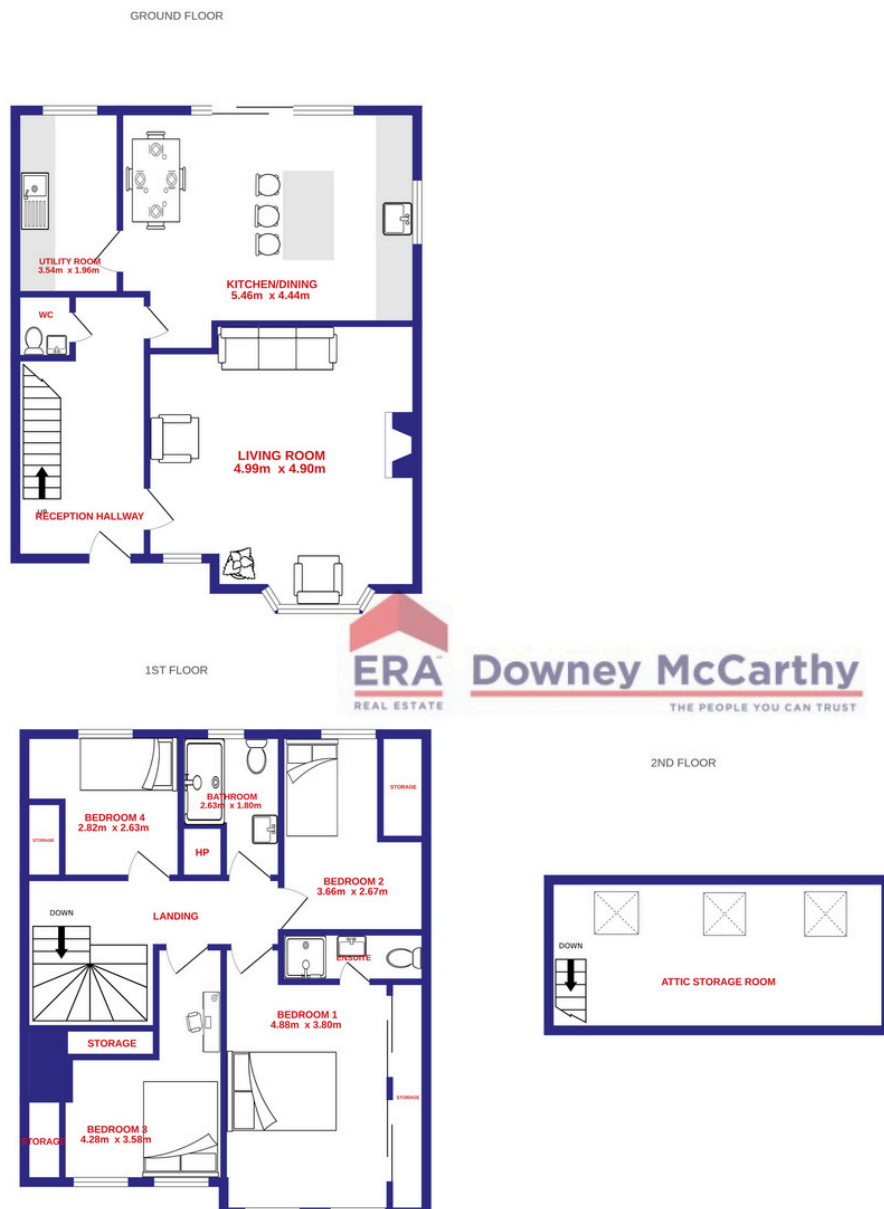 GROUND FLOOR
UTILITY ROOM
3.54m x 1.96m
KITCHEN/DINING
5.46m x 4.44m
WC
LIVING ROOM
4.99m x 4.90m
UP
RECEPTION HALLWAY
ERA™ Downey McCarthy
REAL ESTATE
THE PEOPLE YOU CAN TRUST
1ST FLOOR
BEDROOM 4
2.82m x 2.63m
BATHROOM
2.63m x 1.80m
STORAGE
STORAGE
HP
BEDROOM 2
3.66m x 2.67m
LANDING
DOWN
ENSUITE
BEDROOM 1
4.88m x 3.80m
STORAGE
STORAGE
BEDROOM 3
4.28m x 3.58m
STORAGE
2ND FLOOR
DOWN
ATTIC STORAGE ROOM